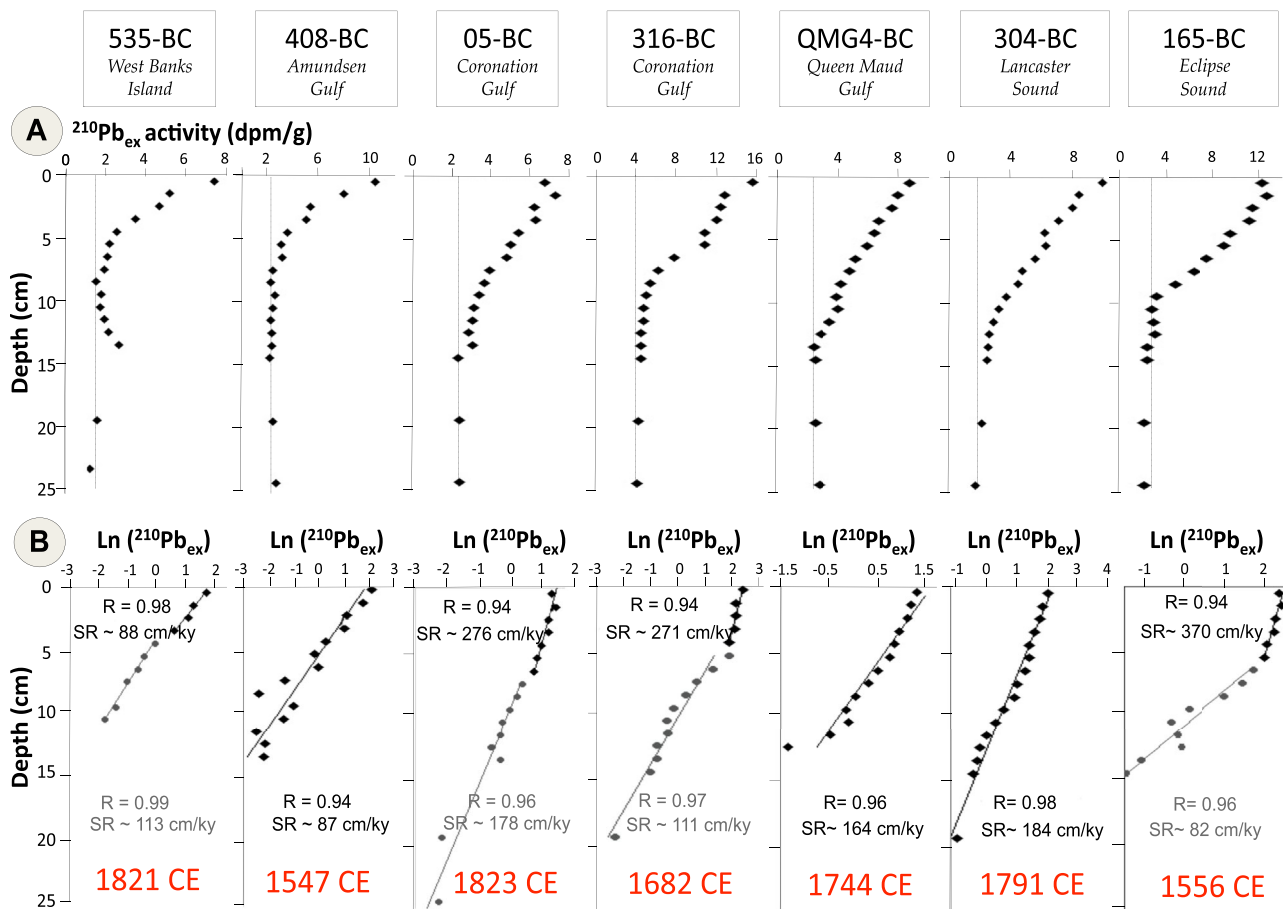 535-BC 408-BC 05-BC 316-BC QMG4-BC 304-BC 165-BC
West Banks Amundsen Coronation Coronation Queen Maud Lancaster Eclipse
Island Gulf Gulf Gulf Gulf Sound Sound
A ²¹⁰Pbex activity (dpm/g)
0 2 4 6 8 2 6 10 0 2 4 6 8 0 4 8 12 16 0 4 8 0 4 8 0 4 8 12
Depth (cm)
0
5
10
15
20
25
B Ln (²¹⁰Pbex) Ln (²¹⁰Pbex) Ln (²¹⁰Pbex) Ln (²¹⁰Pbex) Ln (²¹⁰Pbex) Ln (²¹⁰Pbex) Ln (²¹⁰Pbex)
-3 -2 -1 0 1 2 -3 -2 -1 0 1 2 3 -3 -2 -1 0 1 2 -3 -2 -1 0 1 2 3 -1.5 -0.5 0.5 1.5 -1 0 1 2 3 4 0 1 2
Depth (cm)
0
5
10
15
20
25
R = 0.98 R = 0.94 R = 0.94 R= 0.94
SR ~ 88 cm/ky SR ~ 276 cm/ky SR ~ 271 cm/ky SR~ 370 cm/ky
R = 0.99 R = 0.94 R = 0.96 R = 0.97 R = 0.96 R = 0.98 R = 0.96
SR ~ 113 cm/ky SR ~ 87 cm/ky SR ~ 178 cm/ky SR ~ 111 cm/ky SR~ 164 cm/ky SR~ 184 cm/ky SR~ 82 cm/ky
1821 CE 1547 CE 1823 CE 1682 CE 1744 CE 1791 CE 1556 CE